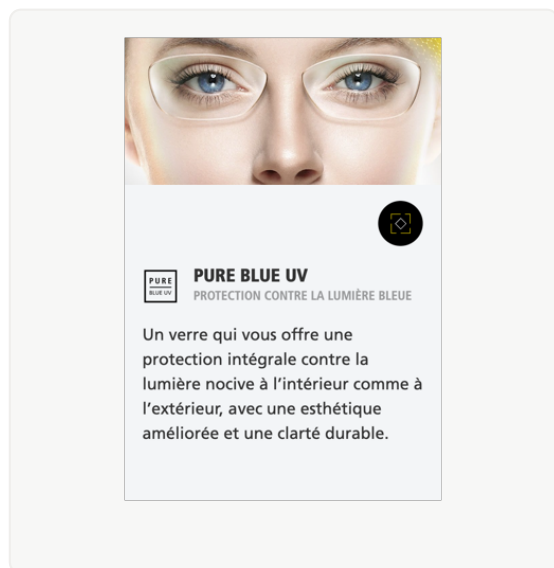 PURE
BLUE UV
PURE BLUE UV
PROTECTION CONTRE LA LUMIÈRE BLEUE
Un verre qui vous offre une
protection intégrale contre la
lumière nocive à l’intérieur comme à
l’extérieur, avec une esthétique
améliorée et une clarté durable.